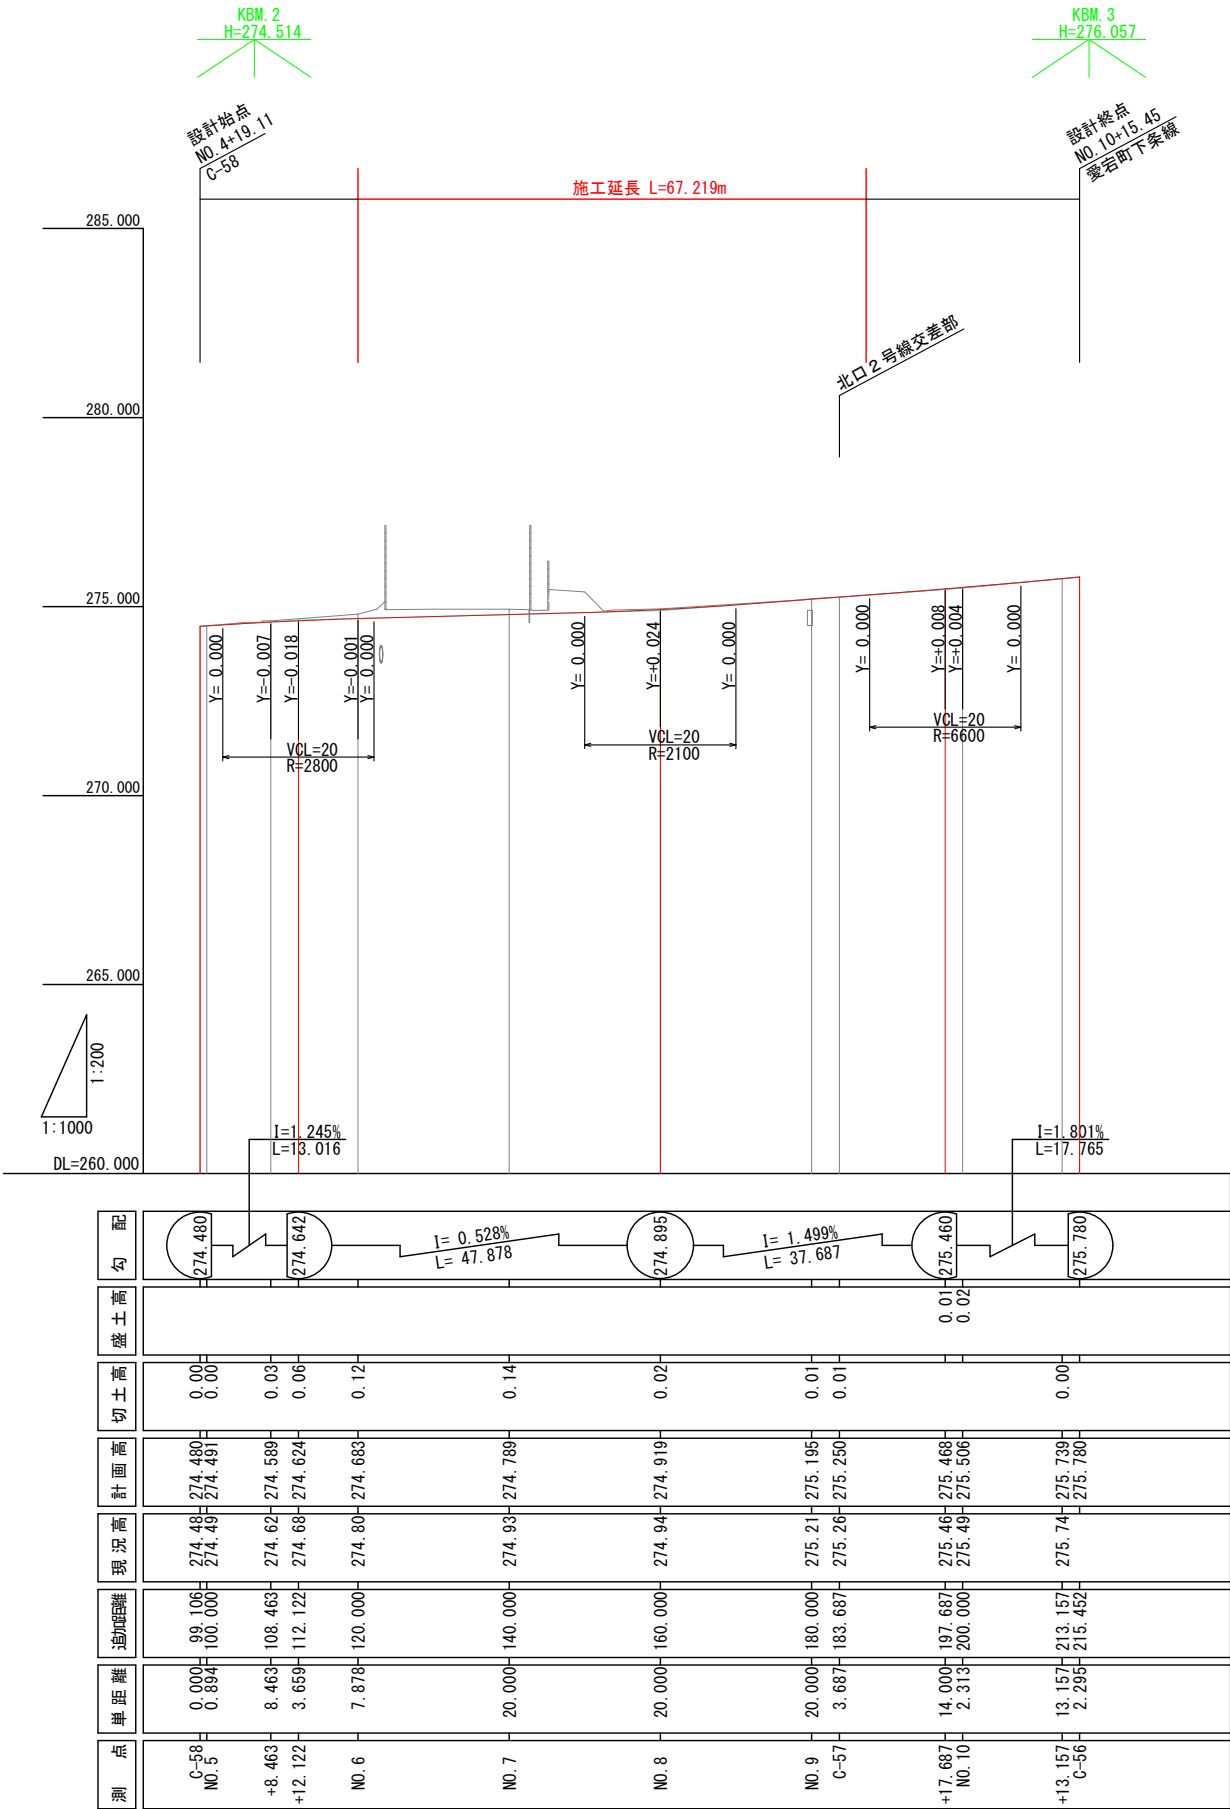 KBM.2
H=274.514
KBM.3
H=276.057
設計始点
NO.4+19.11
C-58
設計終点
NO.10+15.45
愛宕町下条線
施工延長 L=67.219m
285.000
北口2号線交差部
280.000
275.000
Y= 0.000
Y=-0.007
Y=-0.018
Y=-0.001
Y= 0.000
Y= 0.000
Y=+0.024
Y= 0.000
Y= 0.000
Y=+0.008
Y=+0.004
Y= 0.000
VCL=20
R=2800
VCL=20
R=2100
VCL=20
R=6600
270.000
265.000
1:200
1:1000
DL=260.000
I=1.245%
L=13.016
I=1.801%
L=17.765
勾配
274.480
274.642
I= 0.528%
L= 47.878
274.895
I= 1.499%
L= 37.687
275.460
275.780
盛土高
0.01
0.02
切土高
0.00
0.00
0.03
0.06
0.12
0.14
0.02
0.01
0.01
0.00
計画高
274.480
274.491
274.589
274.624
274.683
274.789
274.919
275.195
275.250
275.468
275.506
275.739
275.780
現況高
274.48
274.49
274.62
274.68
274.80
274.93
274.94
275.21
275.26
275.46
275.49
275.74
追加距離
99.106
100.000
108.463
112.122
120.000
140.000
160.000
180.000
183.687
197.687
200.000
213.157
215.452
単距離
0.000
0.894
8.463
3.659
7.878
20.000
20.000
20.000
3.687
14.000
2.313
13.157
2.295
測点
C-58
NO.5
+8.463
+12.122
NO.6
NO.7
NO.8
NO.9
C-57
+17.687
NO.10
+13.157
C-56